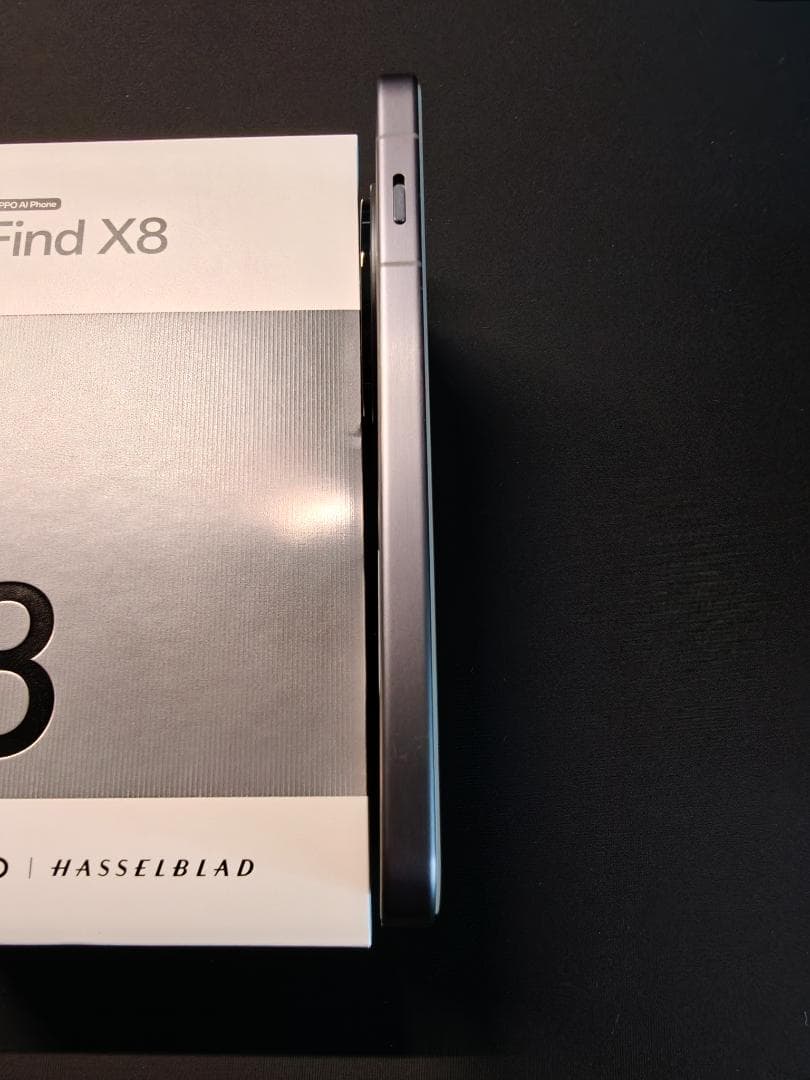 PPO AI Phone
Find X8
8
O | HASSELBLAD